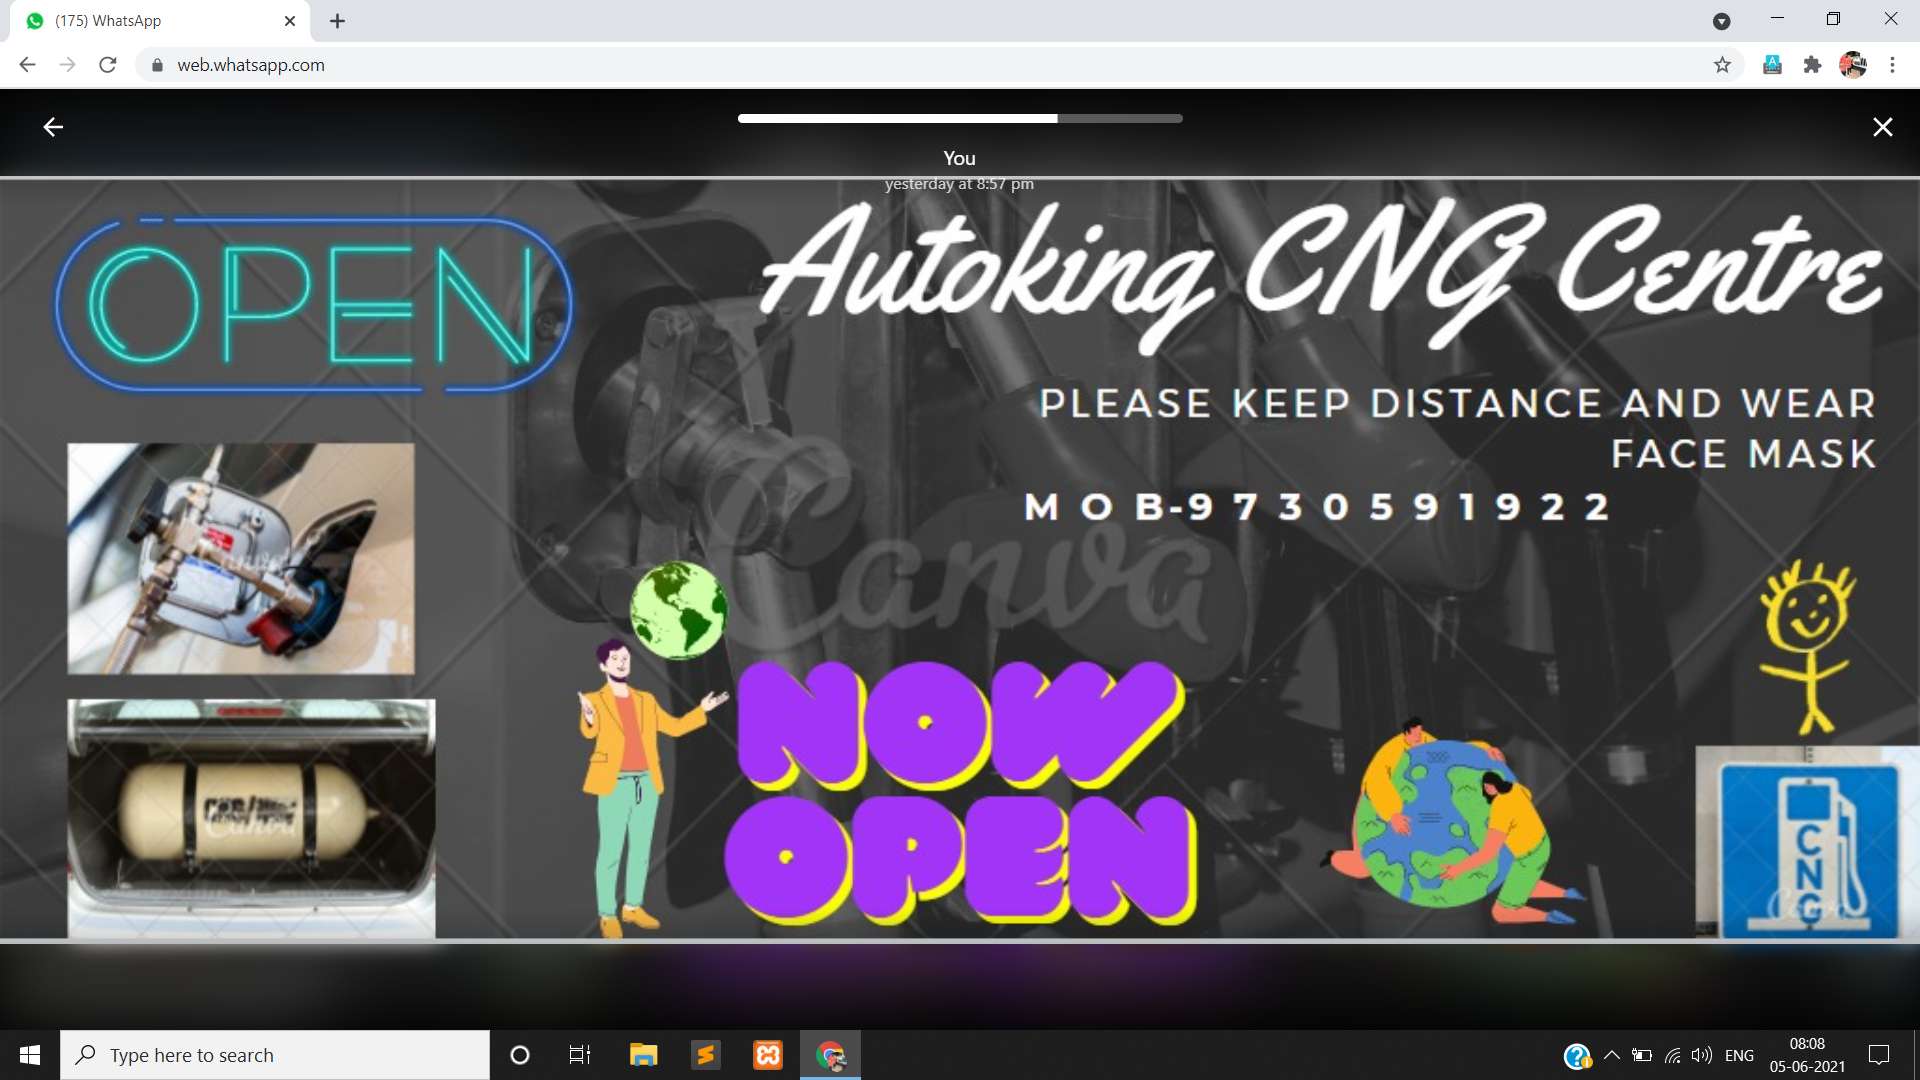 (175) WhatsApp
web.whatsapp.com
You
yesterday at 8:57 pm
OPEN
Autoking CNG Centre
PLEASE KEEP DISTANCE AND WEAR
FACE MASK
MOB-9730591922
Canva
NOW
OPEN
CNG
Canva
Canva
Type here to search
ENG
08:08
05-06-2021